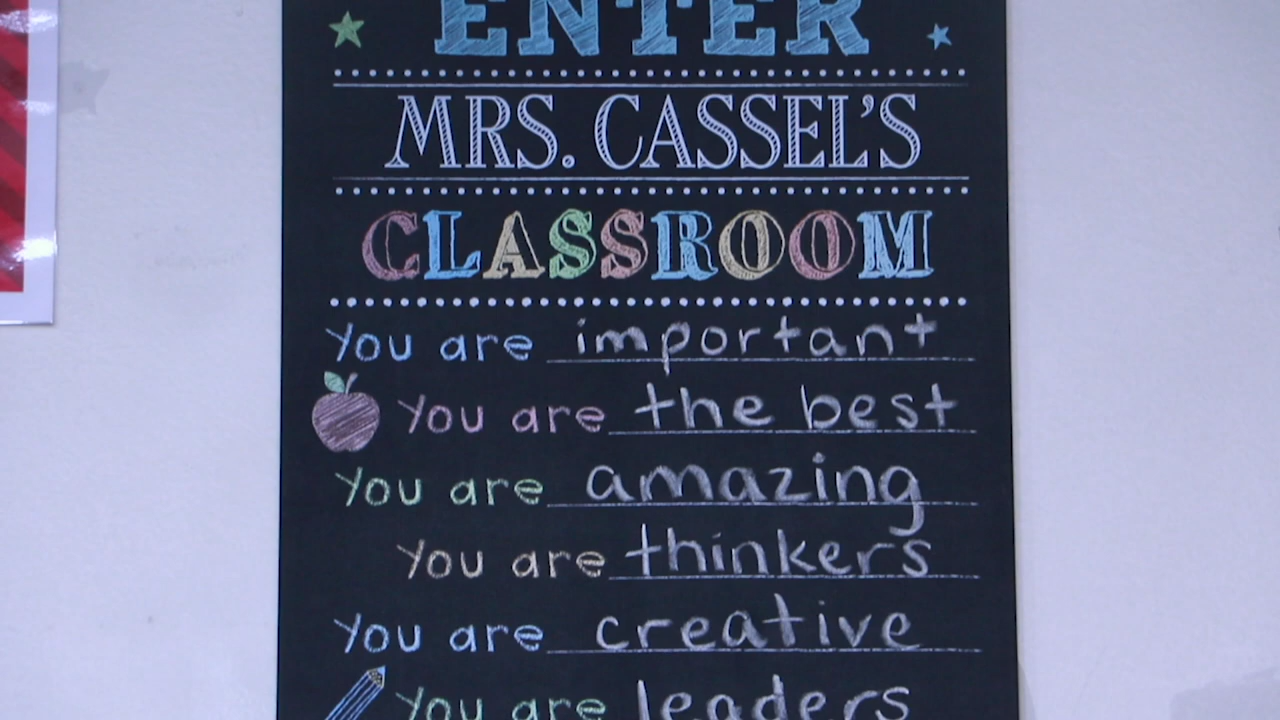 ENTER
MRS. CASSEL'S
CLASSROOM
You are important
You are the best
You are amazing
You are thinkers
You are creative
You are leaders